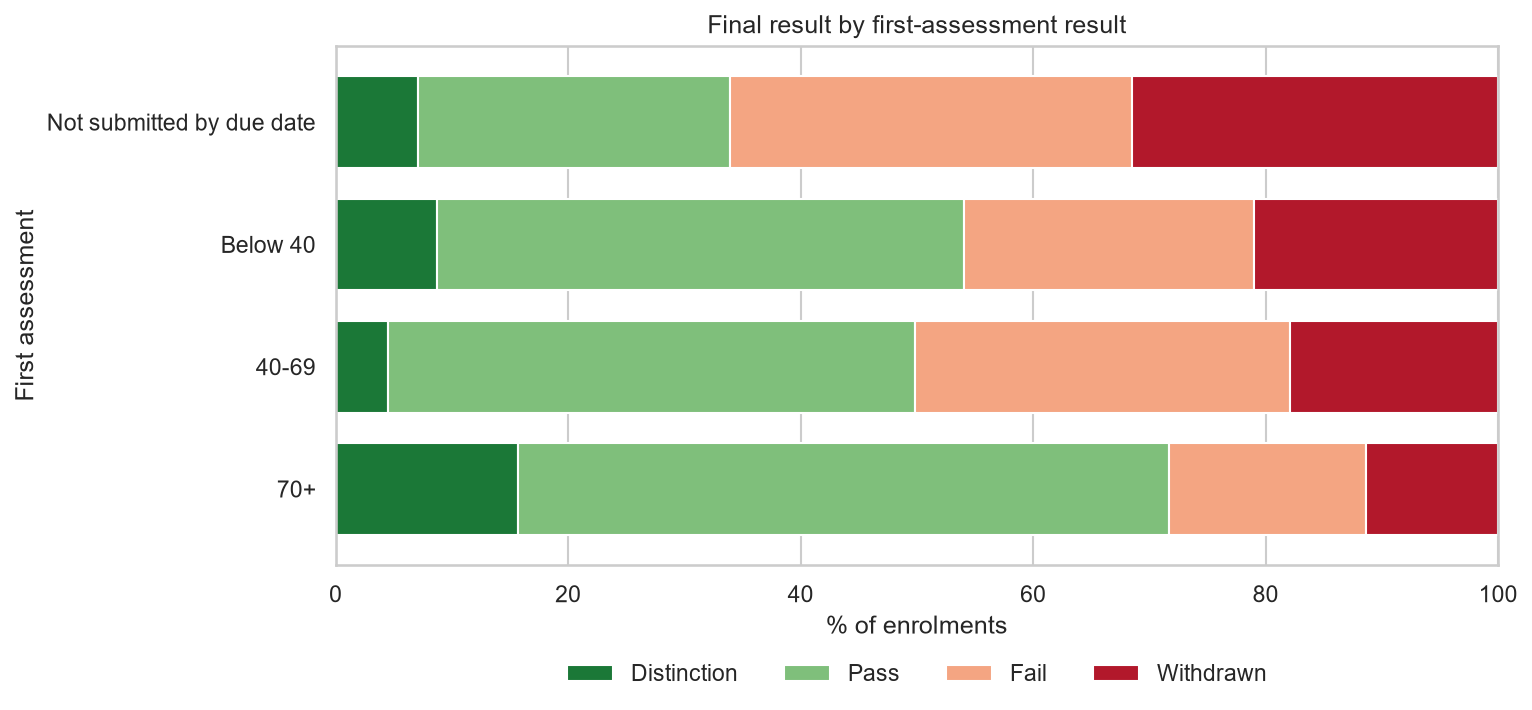 Final result by first-assessment result
First assessment
Not submitted by due date
Below 40
40-69
70+
0 20 40 60 80 100
% of enrolments
Distinction Pass Fail Withdrawn